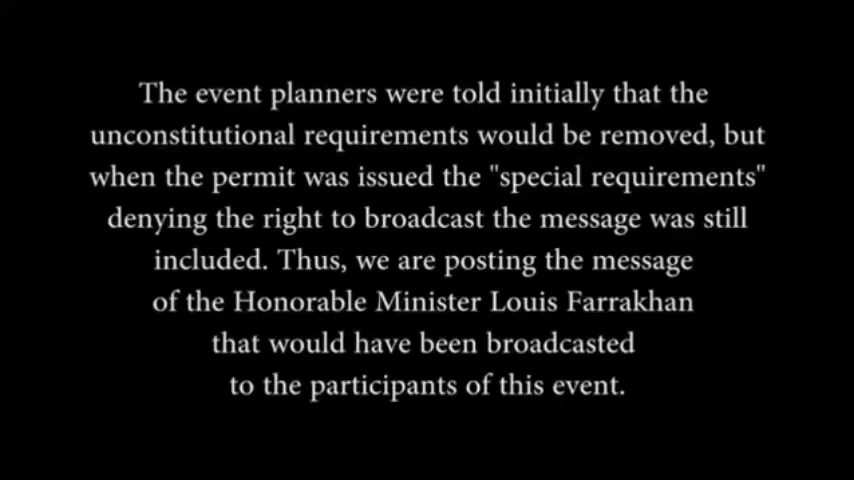 The event planners were told initially that the
unconstitutional requirements would be removed, but
when the permit was issued the "special requirements"
denying the right to broadcast the message was still
included. Thus, we are posting the message
of the Honorable Minister Louis Farrakhan
that would have been broadcasted
to the participants of this event.